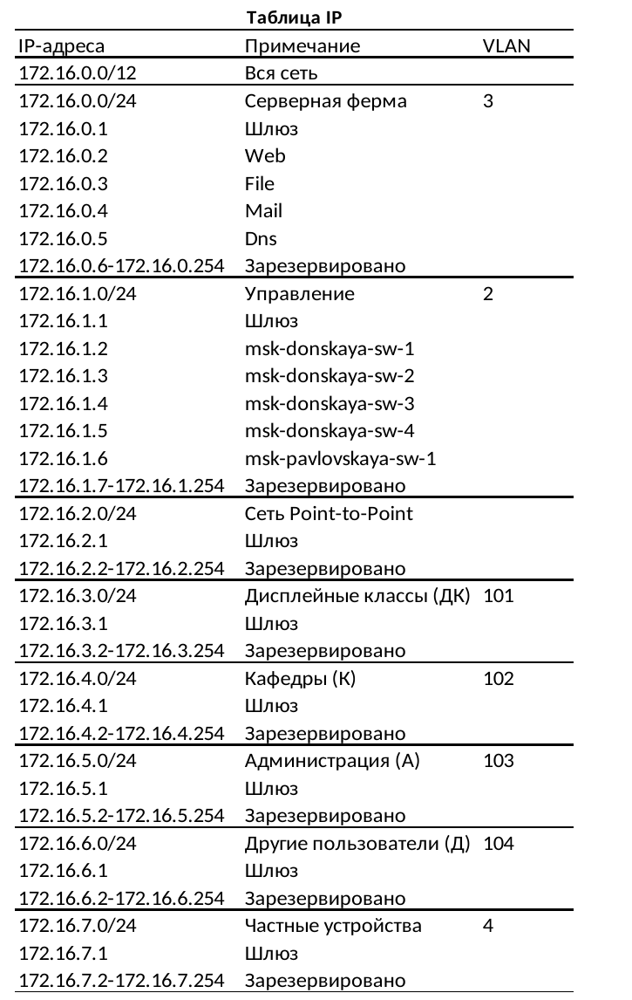 Таблица IP
IP-адреса Примечание VLAN
172.16.0.0/12 Вся сеть
172.16.0.0/24 Серверная ферма 3
172.16.0.1 Шлюз
172.16.0.2 Web
172.16.0.3 File
172.16.0.4 Mail
172.16.0.5 Dns
172.16.0.6-172.16.0.254 Зарезервировано
172.16.1.0/24 Управление 2
172.16.1.1 Шлюз
172.16.1.2 msk-donskaya-sw-1
172.16.1.3 msk-donskaya-sw-2
172.16.1.4 msk-donskaya-sw-3
172.16.1.5 msk-donskaya-sw-4
172.16.1.6 msk-pavlovskaya-sw-1
172.16.1.7-172.16.1.254 Зарезервировано
172.16.2.0/24 Сеть Point-to-Point
172.16.2.1 Шлюз
172.16.2.2-172.16.2.254 Зарезервировано
172.16.3.0/24 Дисплейные классы (ДК) 101
172.16.3.1 Шлюз
172.16.3.2-172.16.3.254 Зарезервировано
172.16.4.0/24 Кафедры (К) 102
172.16.4.1 Шлюз
172.16.4.2-172.16.4.254 Зарезервировано
172.16.5.0/24 Администрация (А) 103
172.16.5.1 Шлюз
172.16.5.2-172.16.5.254 Зарезервировано
172.16.6.0/24 Другие пользователи (Д) 104
172.16.6.1 Шлюз
172.16.6.2-172.16.6.254 Зарезервировано
172.16.7.0/24 Частные устройства 4
172.16.7.1 Шлюз
172.16.7.2-172.16.7.254 Зарезервировано